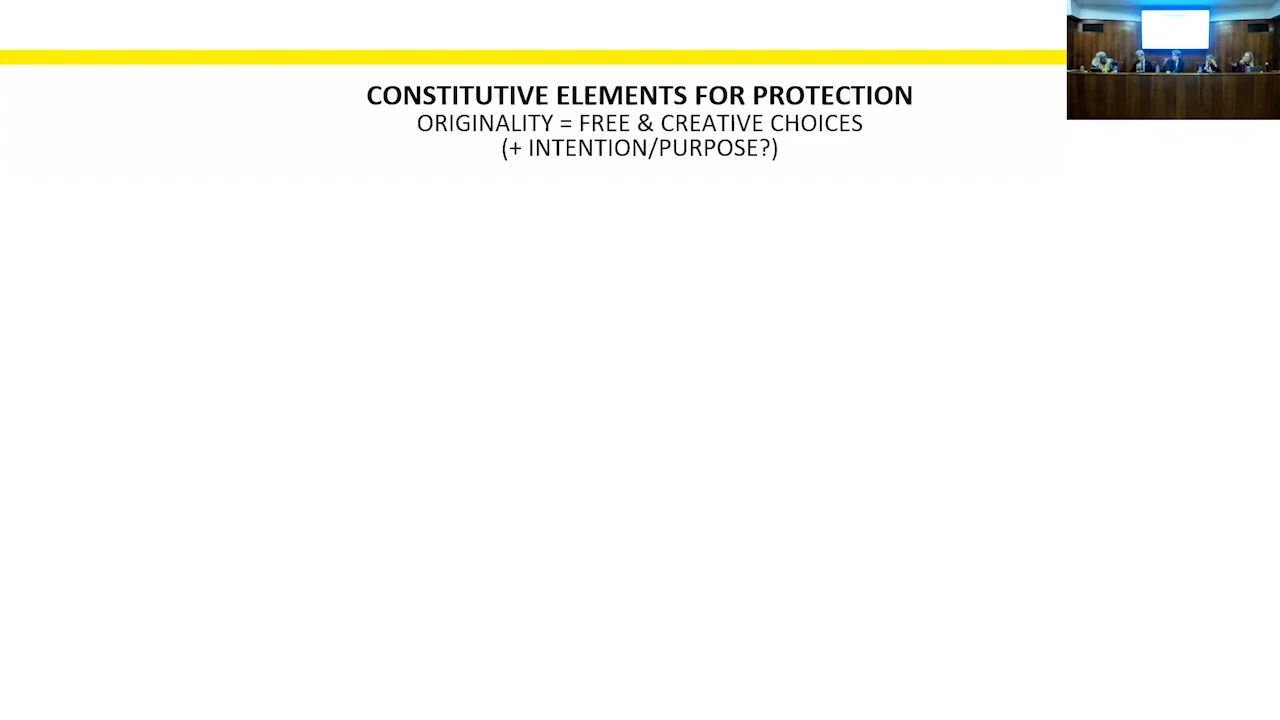 CONSTITUTIVE ELEMENTS FOR PROTECTION
ORIGINALITY = FREE & CREATIVE CHOICES
(+ INTENTION/PURPOSE?)